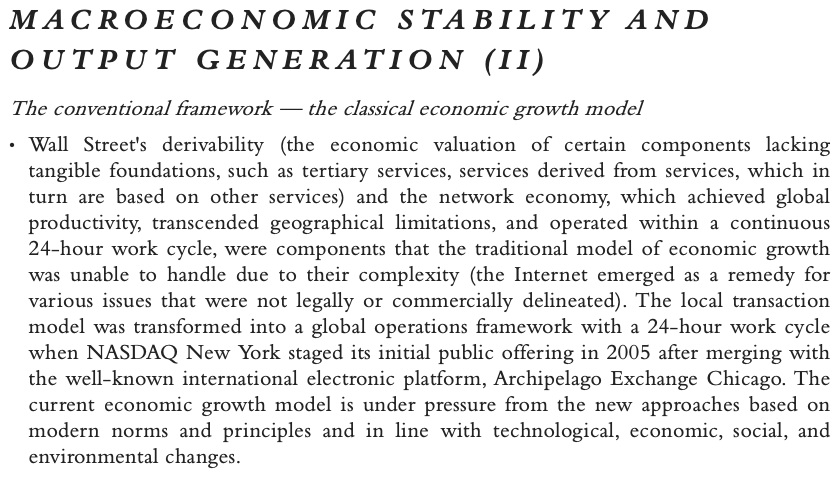 MACROECONOMIC STABILITY AND
OUTPUT GENERATION (II)
The conventional framework — the classical economic growth model
• Wall Street's derivability (the economic valuation of certain components lacking
tangible foundations, such as tertiary services, services derived from services, which in
turn are based on other services) and the network economy, which achieved global
productivity, transcended geographical limitations, and operated within a continuous
24-hour work cycle, were components that the traditional model of economic growth
was unable to handle due to their complexity (the Internet emerged as a remedy for
various issues that were not legally or commercially delineated). The local transaction
model was transformed into a global operations framework with a 24-hour work cycle
when NASDAQ New York staged its initial public offering in 2005 after merging with
the well-known international electronic platform, Archipelago Exchange Chicago. The
current economic growth model is under pressure from the new approaches based on
modern norms and principles and in line with technological, economic, social, and
environmental changes.